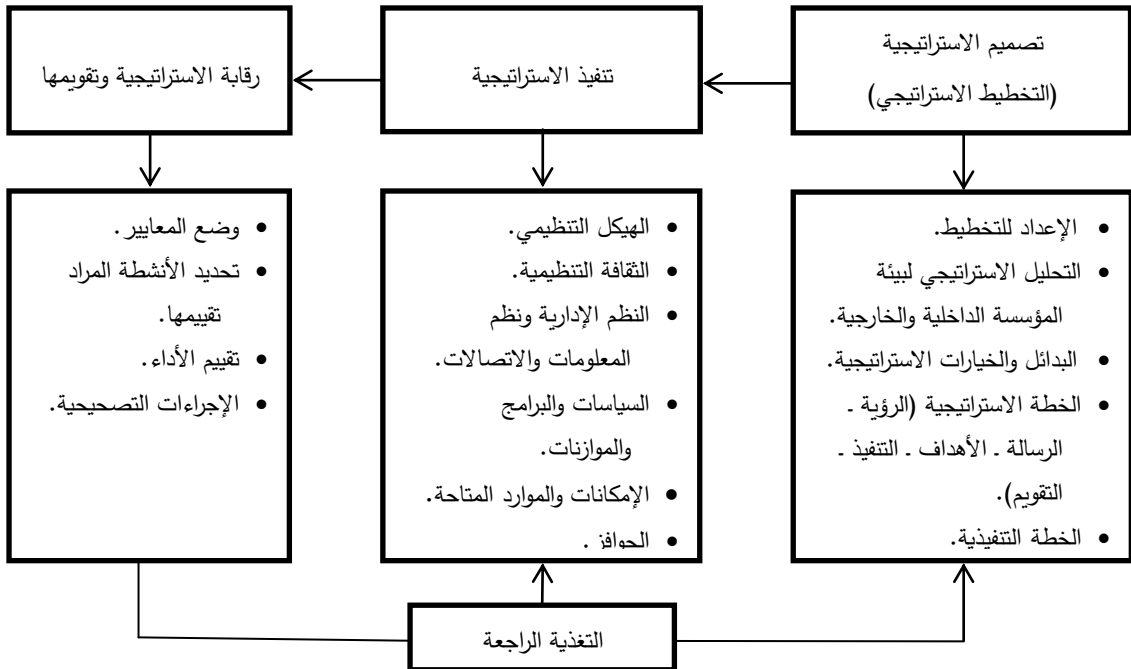 تصميم الاستراتيجية
(التخطيط الاستراتيجي)
تنفيذ الاستراتيجية
رقابة الاستراتيجية وتقويمها
• الإعداد للتخطيط.
• التحليل الاستراتيجي لبيئة
المؤسسة الداخلية والخارجية.
• البدائل والخيارات الاستراتيجية.
• الخطة الاستراتيجية (الرؤية ـ
الرسالة ـ الأهداف ـ التنفيذ ـ
التقويم).
• الخطة التنفيذية.
• الهيكل التنظيمي.
• الثقافة التنظيمية.
• النظم الإدارية ونظم
المعلومات والاتصالات.
• السياسات والبرامج
والموازنات.
• الإمكانات والموارد المتاحة.
• الحوافز.
• وضع المعايير.
• تحديد الأنشطة المراد
تقييمها.
• تقييم الأداء.
• الإجراءات التصحيحية.
التغذية الراجعة